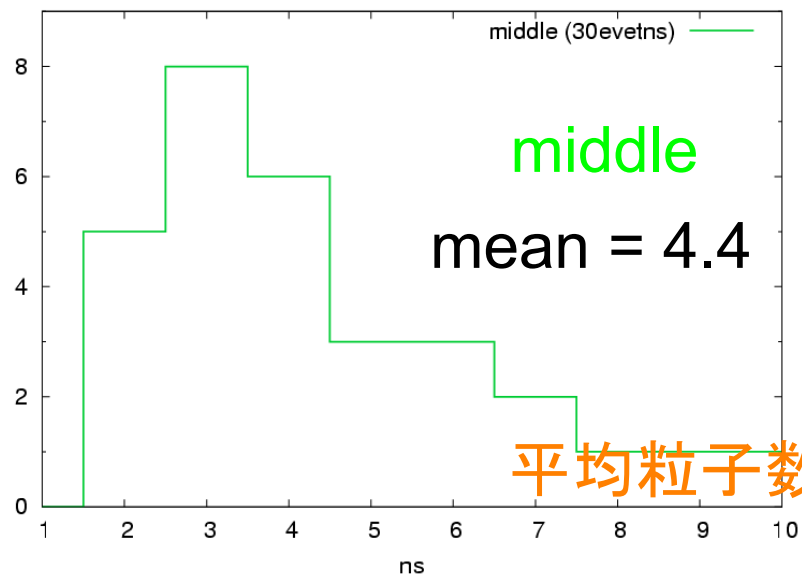 middle (30evetns)
8
middle
6
mean = 4.4
4
2
平均粒子数
0
1 2 3 4 5 6 7 8 9 10
ns